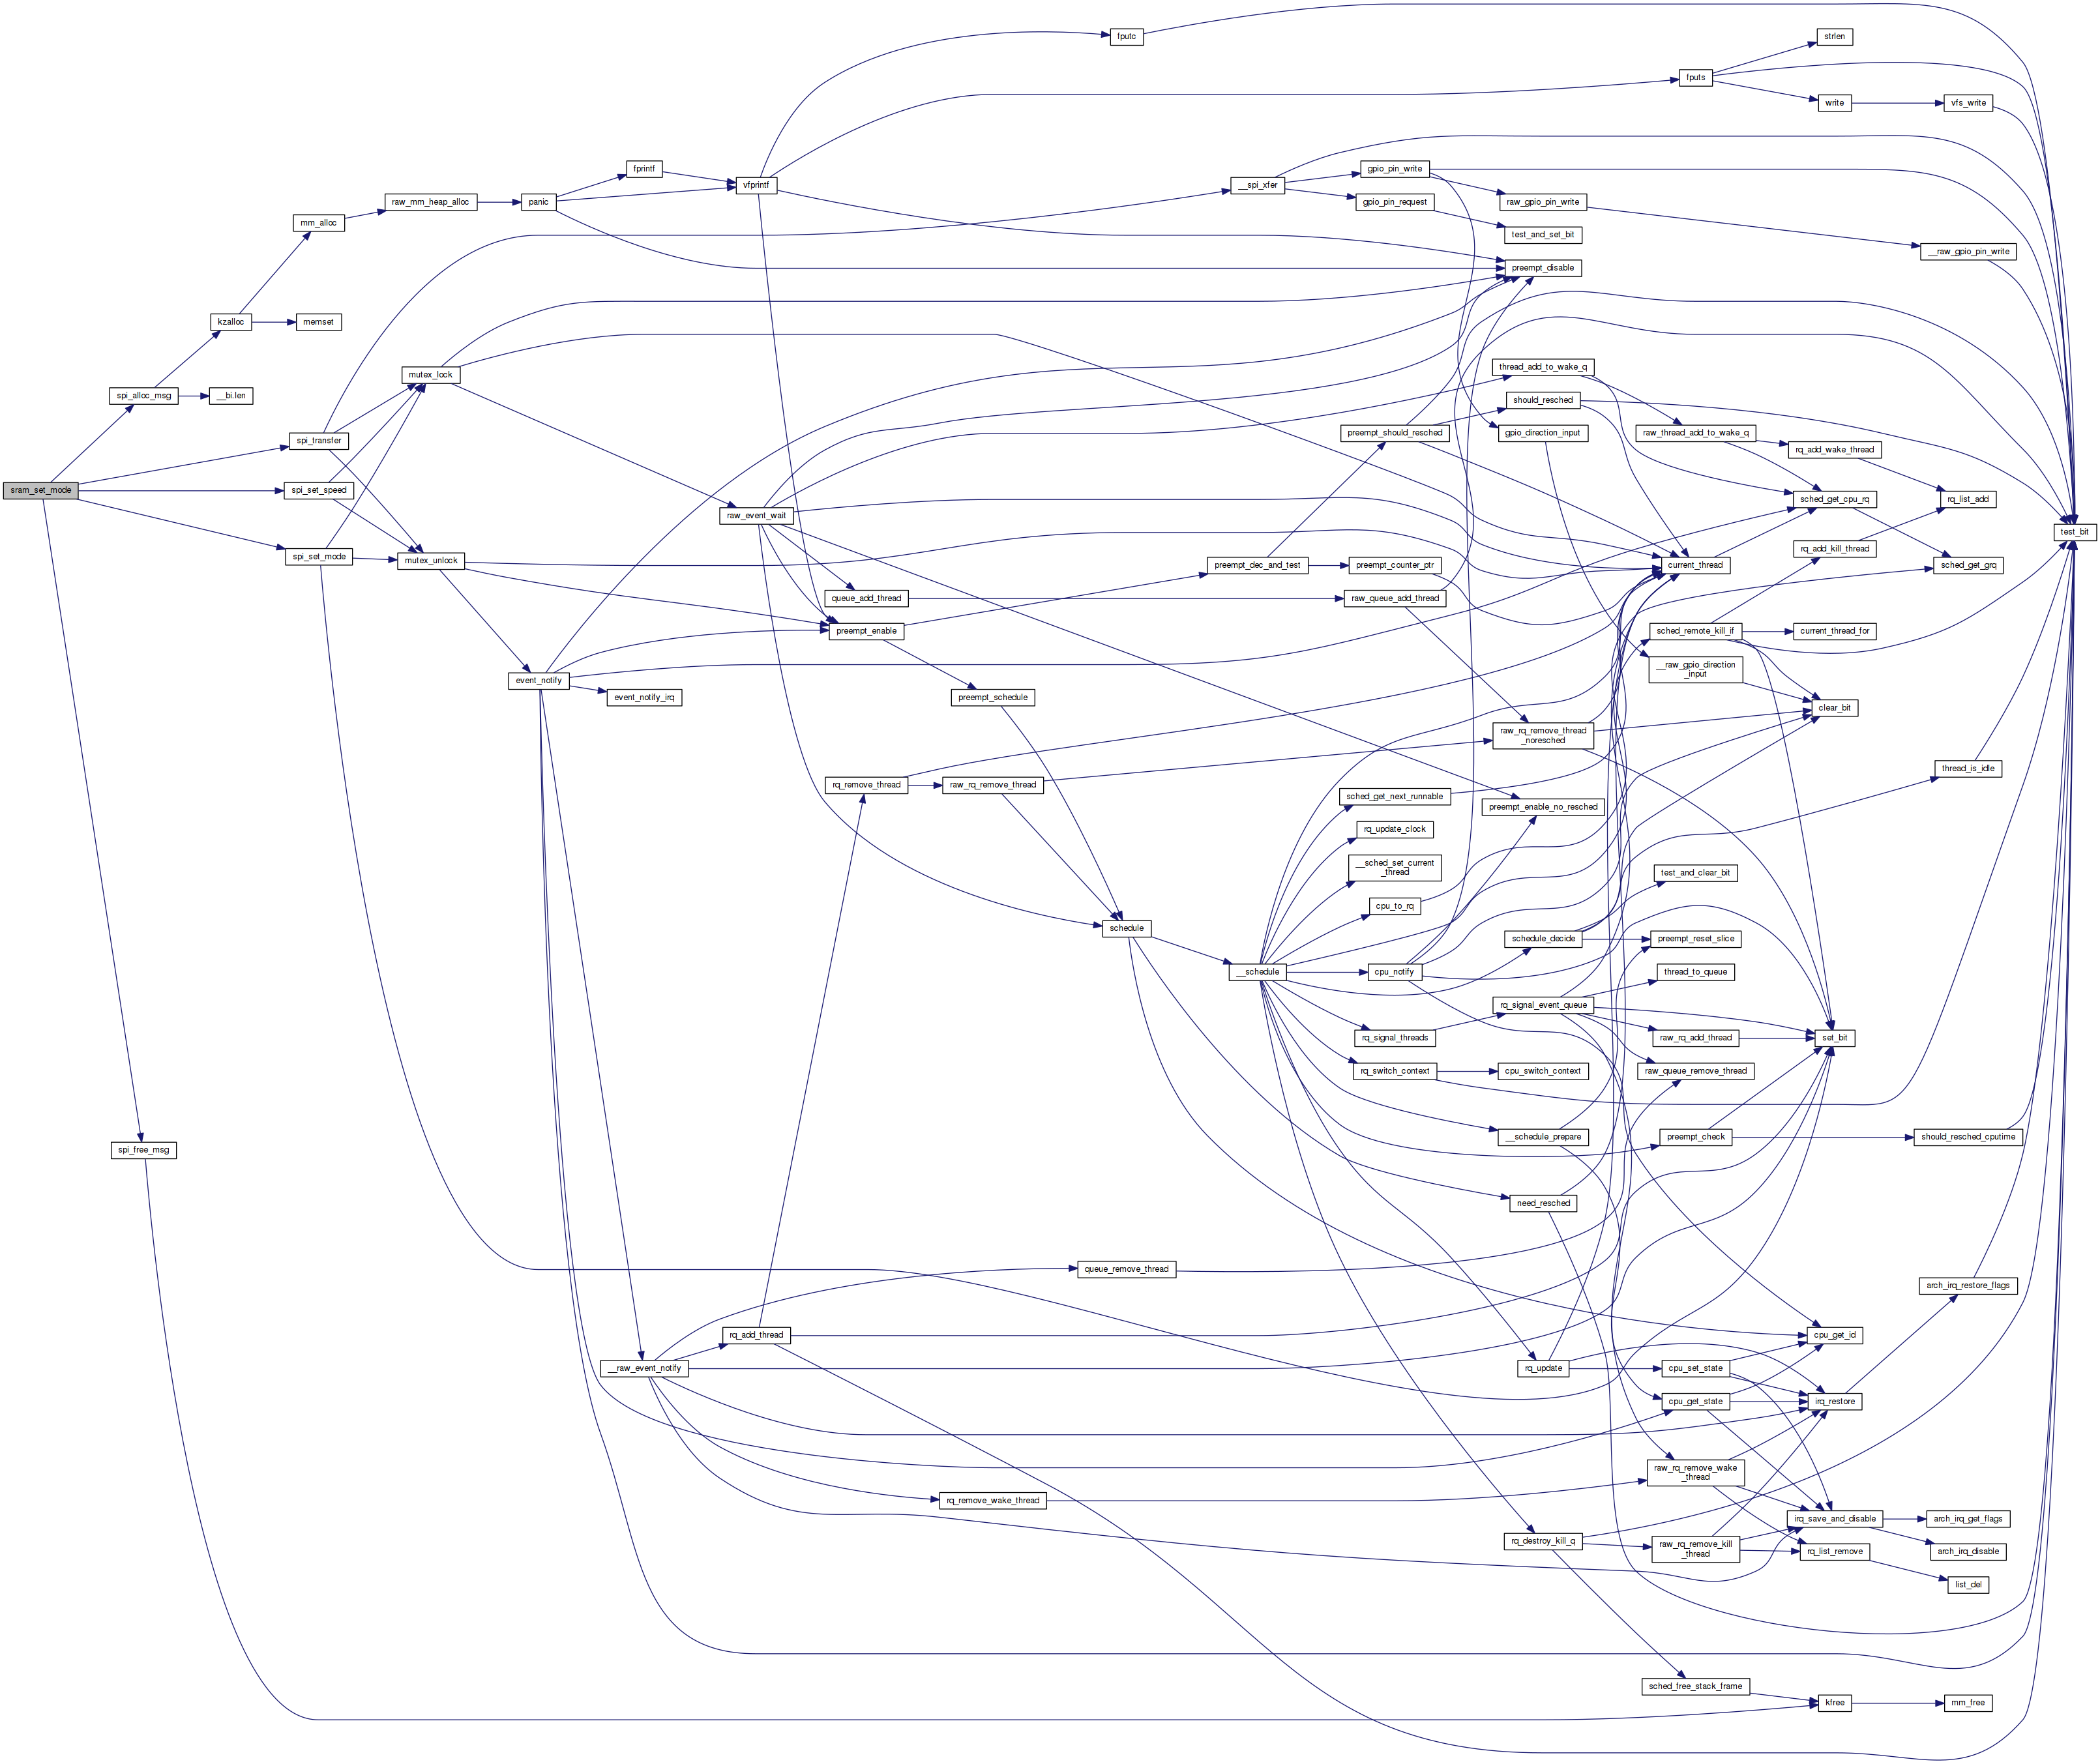 sram_set_mode
spi_alloc_msg
kzalloc
mm_alloc
raw_mm_heap_alloc
panic
fprintf
vfprintf
fputc
fputs
strlen
write
vfs_write
test_bit
memset
__bi.len
spi_transfer
spi_set_speed
spi_set_mode
mutex_lock
mutex_unlock
__spi_xfer
gpio_pin_write
gpio_pin_request
raw_gpio_pin_write
test_and_set_bit
__raw_gpio_pin_write
preempt_disable
thread_add_to_wake_q
should_resched
preempt_should_resched
gpio_direction_input
raw_thread_add_to_wake_q
rq_add_wake_thread
sched_get_cpu_rq
rq_list_add
raw_event_wait
rq_add_kill_thread
sched_get_grq
preempt_dec_and_test
preempt_counter_ptr
current_thread
queue_add_thread
raw_queue_add_thread
preempt_enable
sched_remote_kill_if
current_thread_for
__raw_gpio_direction
_input
event_notify
event_notify_irq
preempt_schedule
clear_bit
raw_rq_remove_thread
_noresched
thread_is_idle
rq_remove_thread
raw_rq_remove_thread
sched_get_next_runnable
preempt_enable_no_resched
rq_update_clock
__sched_set_current
_thread
test_and_clear_bit
cpu_to_rq
schedule
schedule_decide
preempt_reset_slice
__schedule
cpu_notify
thread_to_queue
rq_signal_event_queue
rq_signal_threads
raw_rq_add_thread
set_bit
rq_switch_context
cpu_switch_context
raw_queue_remove_thread
__schedule_prepare
preempt_check
should_resched_cputime
spi_free_msg
need_resched
queue_remove_thread
arch_irq_restore_flags
rq_add_thread
cpu_get_id
__raw_event_notify
rq_update
cpu_set_state
cpu_get_state
irq_restore
raw_rq_remove_wake
_thread
rq_remove_wake_thread
irq_save_and_disable
arch_irq_get_flags
rq_destroy_kill_q
raw_rq_remove_kill
_thread
rq_list_remove
arch_irq_disable
list_del
sched_free_stack_frame
kfree
mm_free